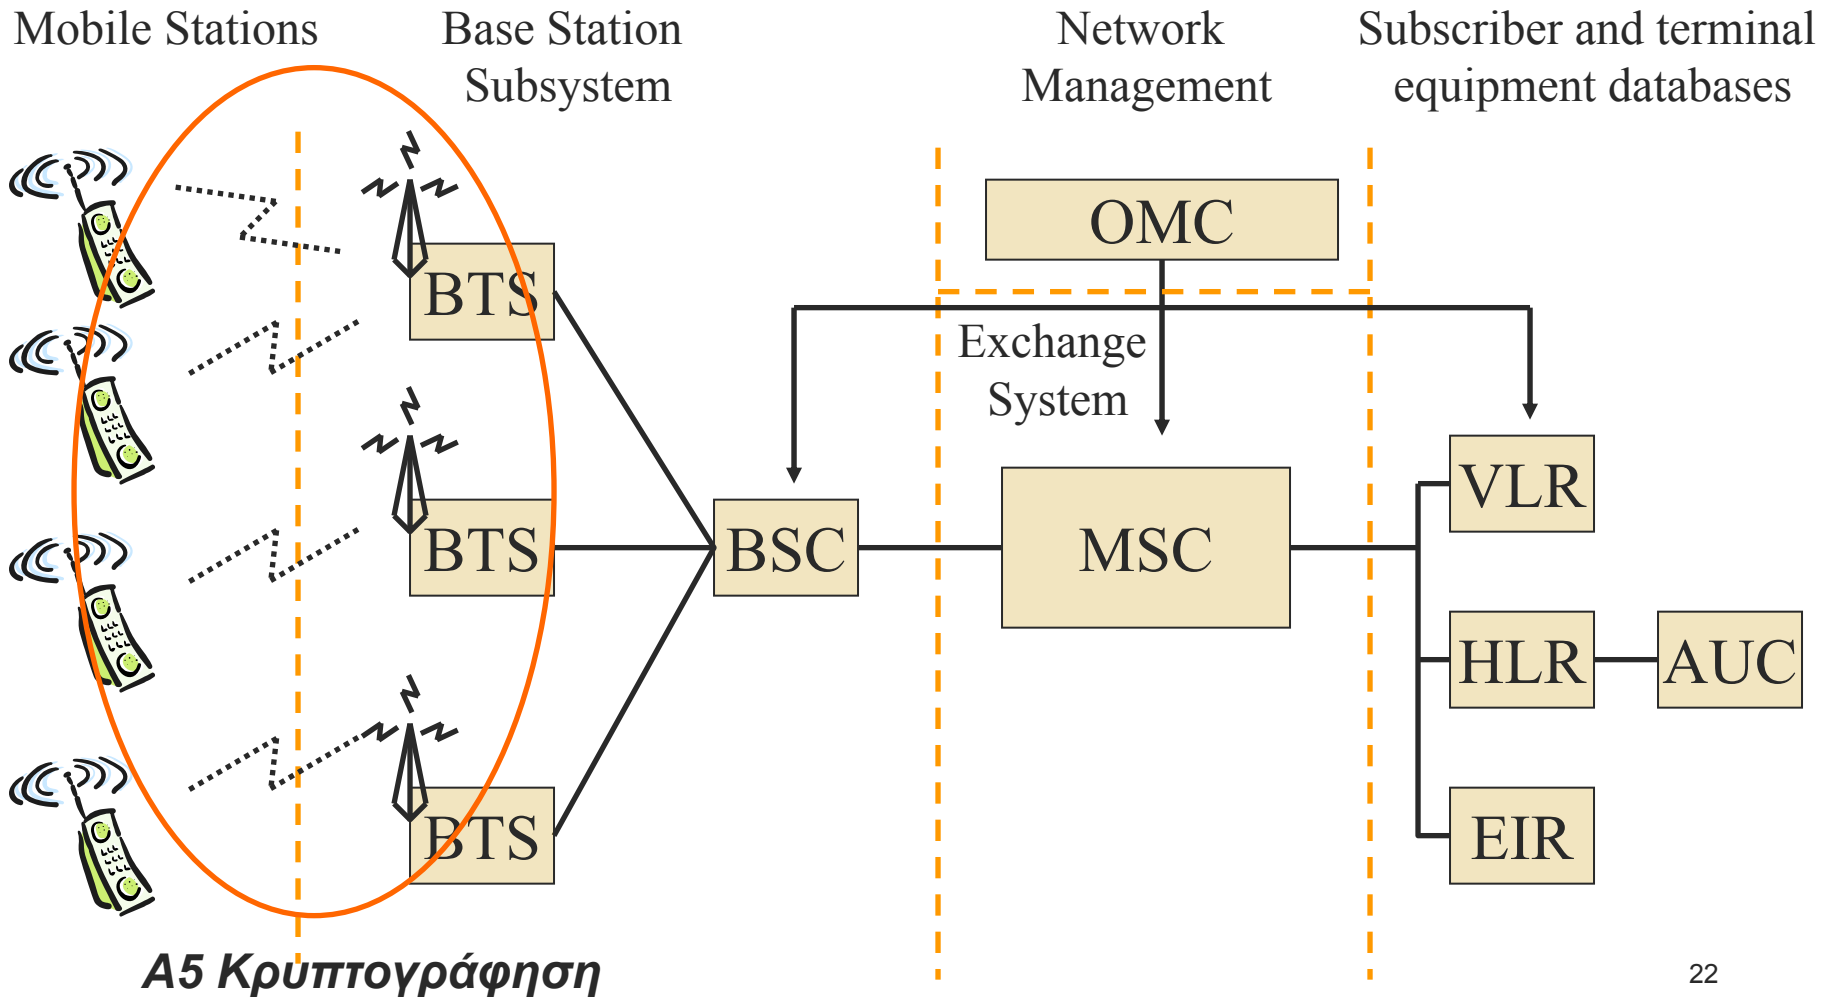 Mobile Stations
Base Station
Subsystem
Network
Management
Subscriber and terminal
equipment databases
OMC
BTS
Exchange
System
VLR
BTS
BSC
MSC
HLR
AUC
BTS
EIR
A5 Κρυπτογράφηση
22